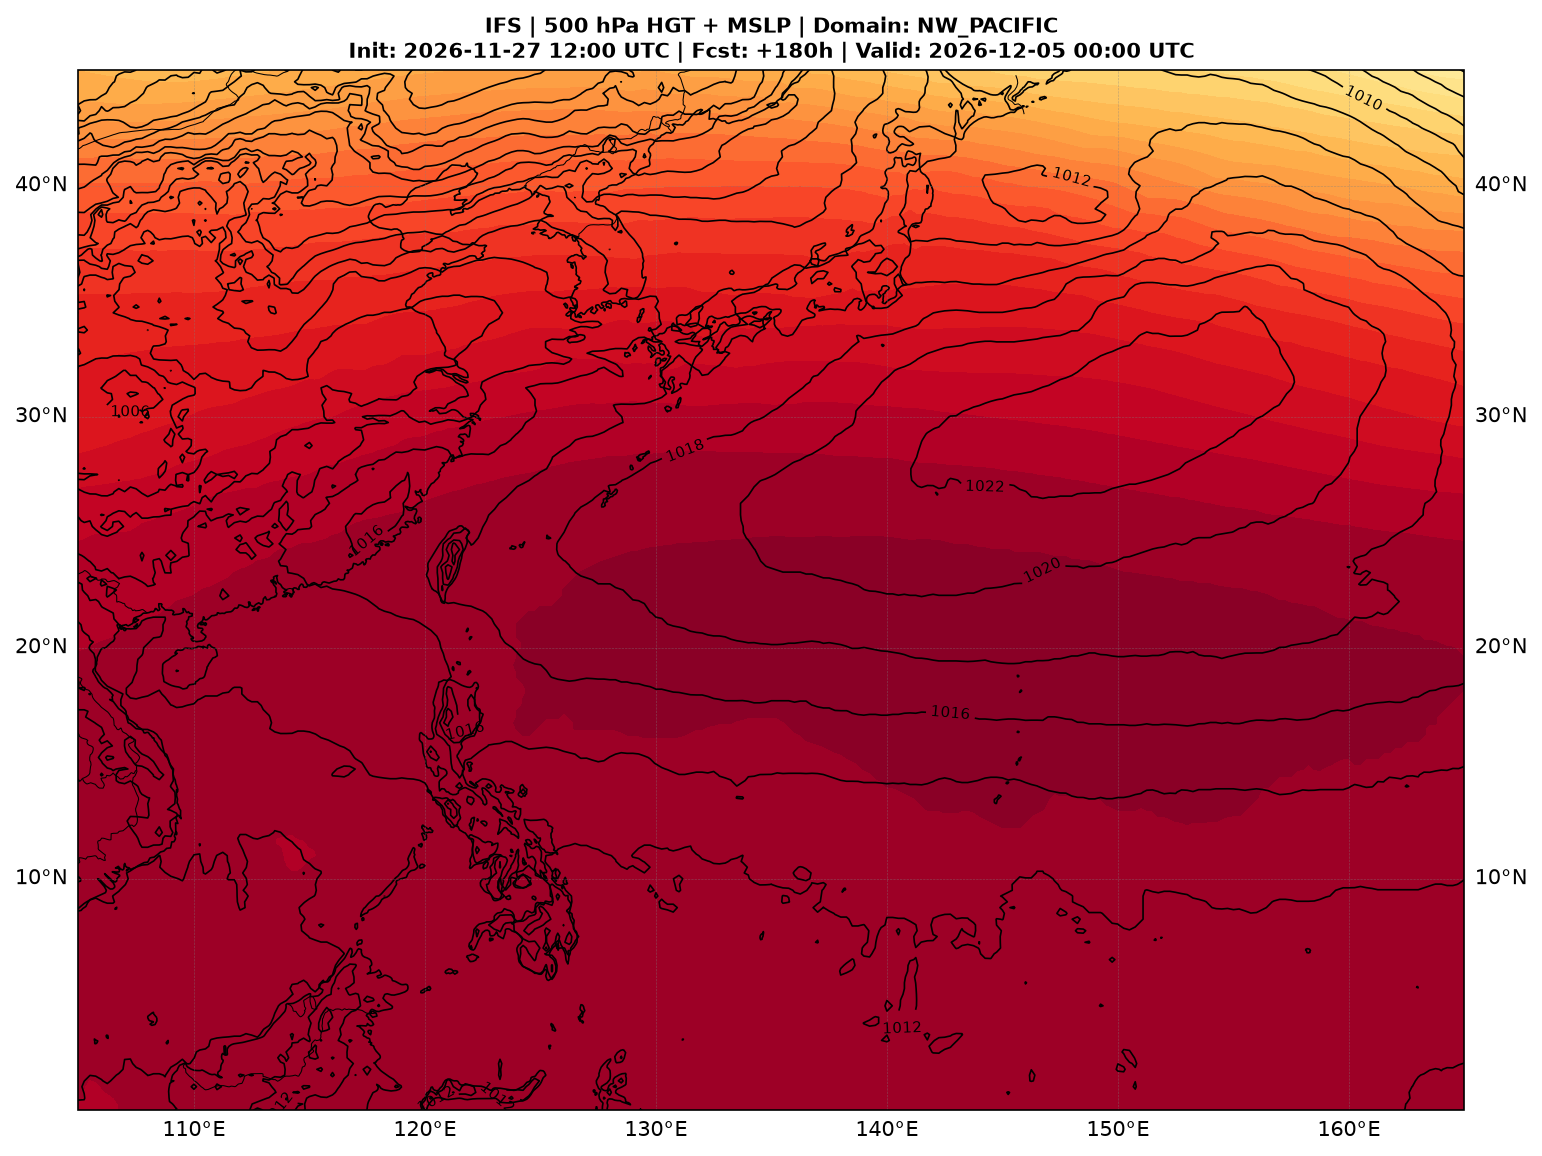 IFS | 500 hPa HGT + MSLP | Domain: NW_PACIFIC
Init: 2026-11-27 12:00 UTC | Fcst: +180h | Valid: 2026-12-05 00:00 UTC
1010
1012
40°N
40°N
1006
30°N
30°N
1018
1022
1016
1020
20°N
20°N
1016
10°N
10°N
1012
110°E
120°E
130°E
140°E
150°E
160°E